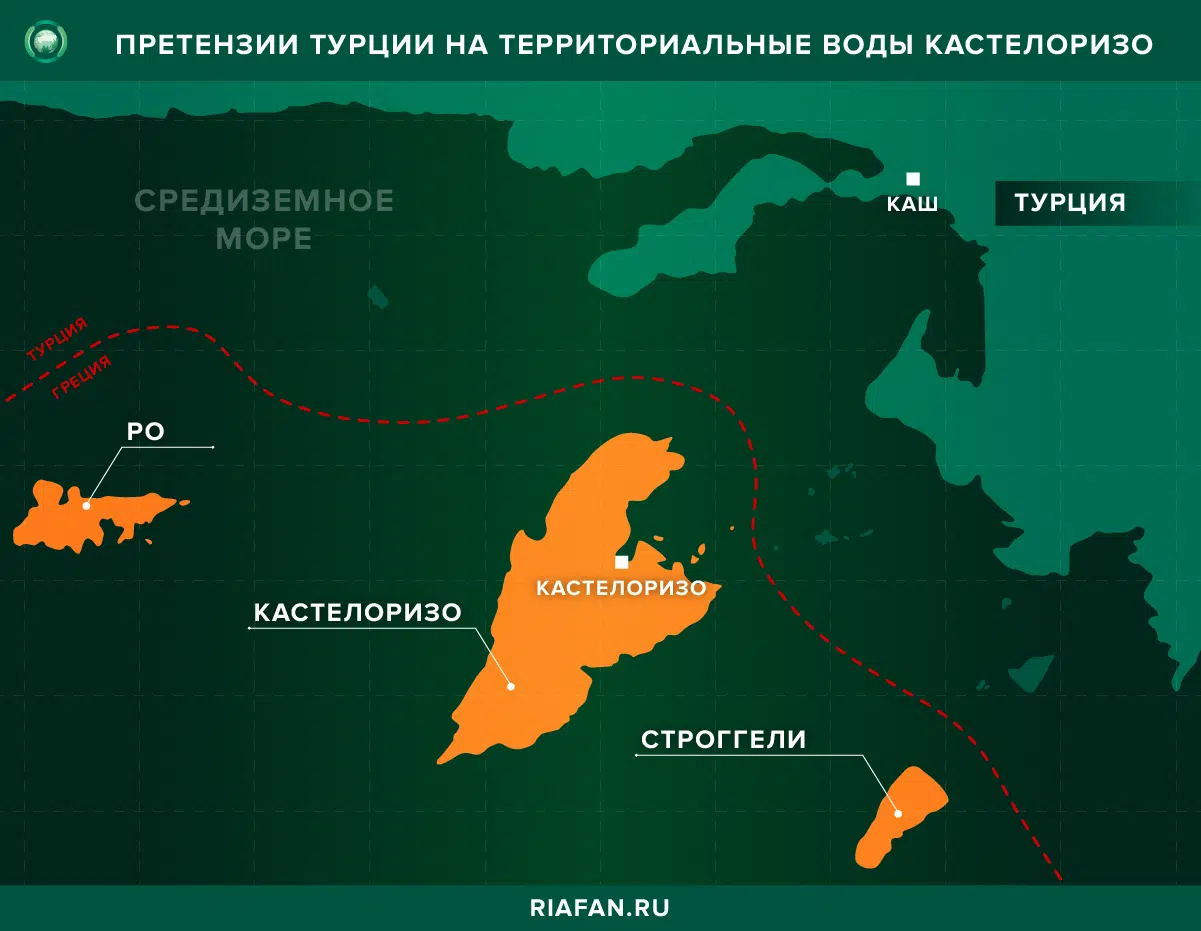 ПРЕТЕНЗИИ ТУРЦИИ НА ТЕРРИТОРИАЛЬНЫЕ ВОДЫ КАСТЕЛОРИЗО
СРЕДИЗЕМНОЕ
МОРЕ
КАШ
ТУРЦИЯ
ТУРЦИЯ
ГРЕЦИЯ
РО
КАСТЕЛОРИЗО
КАСТЕЛОРИЗО
СТРОГГЕЛИ
RIAFAN.RU